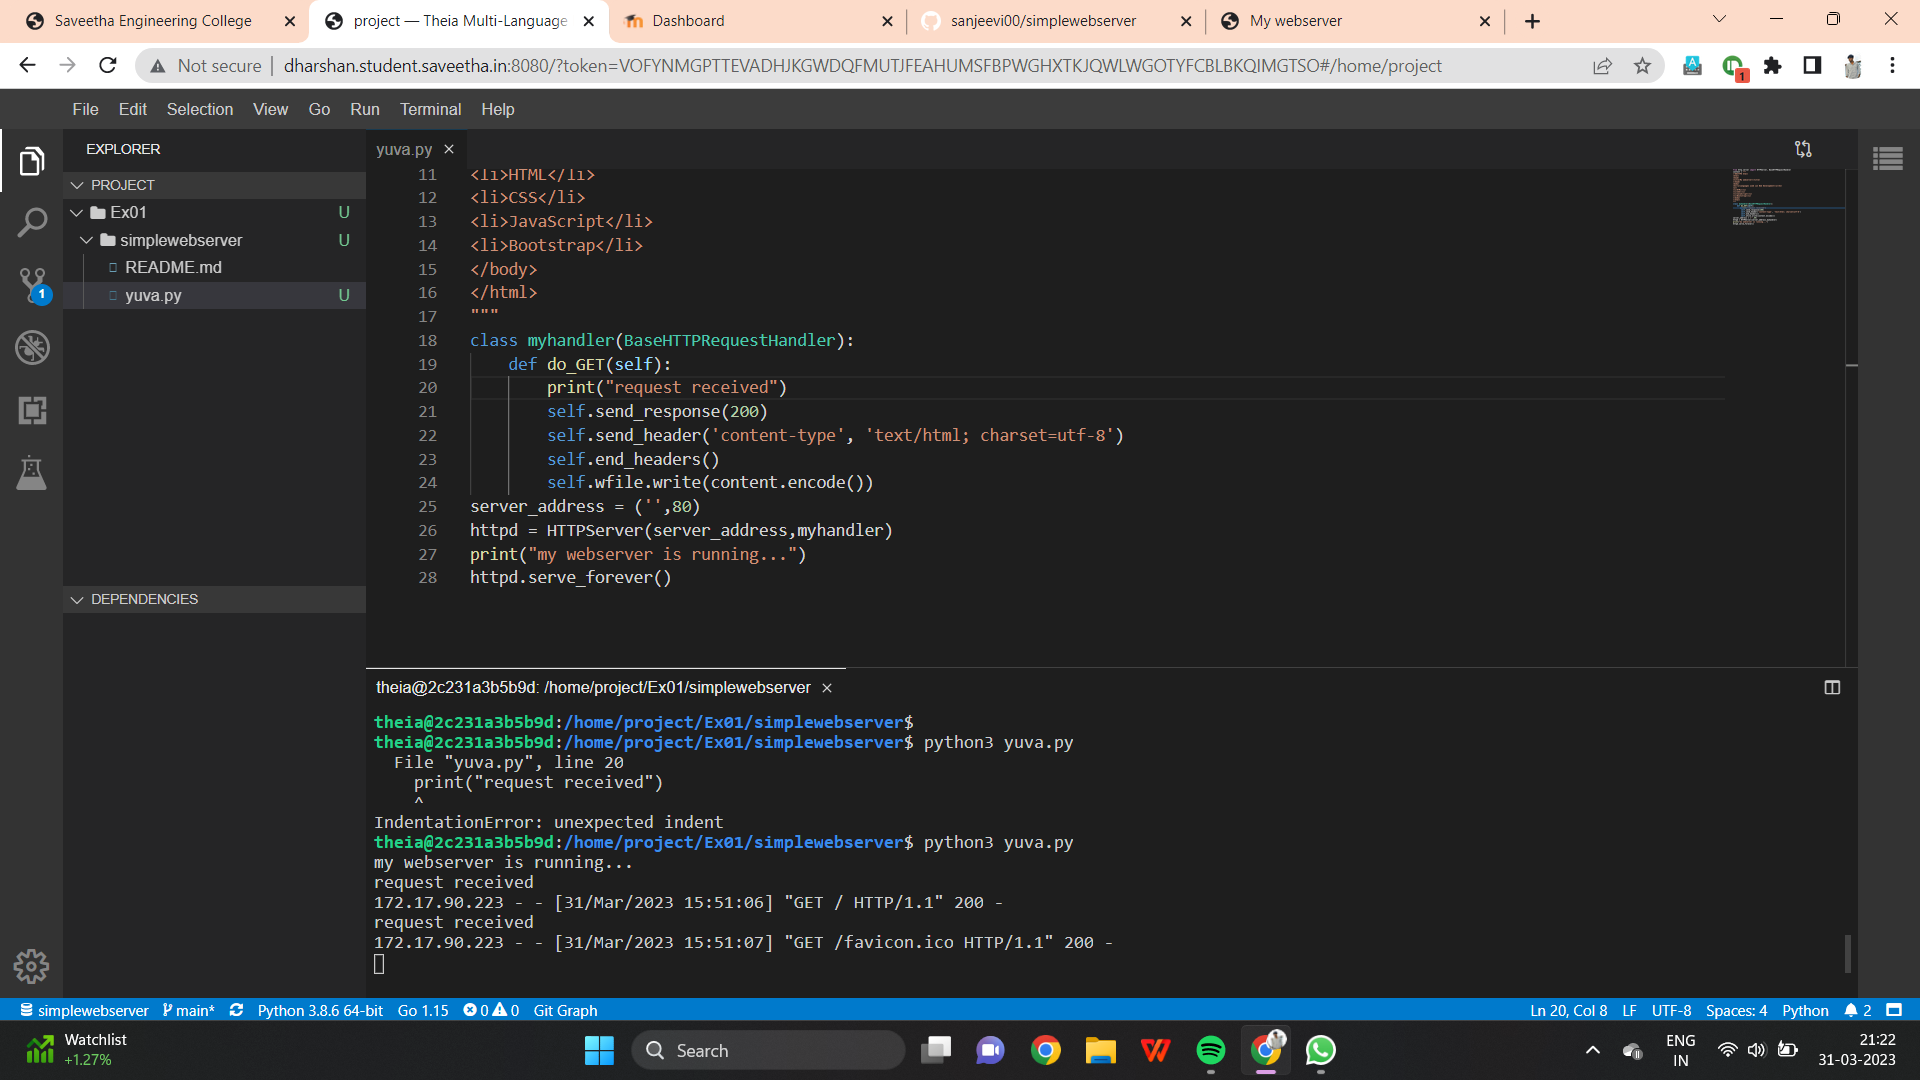 Saveetha Engineering College
project — Theia Multi-Language
Dashboard
sanjeevi00/simplewebserver
My webserver
Not secure
dharshan.student.saveetha.in:8080/?token=VOFYNMGPTTEVADHJKGWDQFMUTJFEAHUMSFBPWGHXTKJQWLWGOTYFCBLBKQIMGTSO#/home/project
1
File Edit Selection View Go Run Terminal Help
EXPLORER
PROJECT
Ex01 U
simplewebserver U
README.md
yuva.py U
1
DEPENDENCIES
yuva.py
11 <li>HTML</li>
12 <li>CSS</li>
13 <li>JavaScript</li>
14 <li>Bootstrap</li>
15 </body>
16 </html>
17 """
18 class myhandler(BaseHTTPRequestHandler):
19 def do_GET(self):
20 print("request received")
21 self.send_response(200)
22 self.send_header('content-type', 'text/html; charset=utf-8')
23 self.end_headers()
24 self.wfile.write(content.encode())
25 server_address = ('',80)
26 httpd = HTTPServer(server_address,myhandler)
27 print("my webserver is running...")
28 httpd.serve_forever()
theia@2c231a3b5b9d: /home/project/Ex01/simplewebserver
theia@2c231a3b5b9d:/home/project/Ex01/simplewebserver$
theia@2c231a3b5b9d:/home/project/Ex01/simplewebserver$ python3 yuva.py
File "yuva.py", line 20
print("request received")
^
IndentationError: unexpected indent
theia@2c231a3b5b9d:/home/project/Ex01/simplewebserver$ python3 yuva.py
my webserver is running...
request received
172.17.90.223 - - [31/Mar/2023 15:51:06] "GET / HTTP/1.1" 200 -
request received
172.17.90.223 - - [31/Mar/2023 15:51:07] "GET /favicon.ico HTTP/1.1" 200 -
simplewebserver main* Python 3.8.6 64-bit Go 1.15 0 0 Git Graph
Ln 20, Col 8 LF UTF-8 Spaces: 4 Python 2
Watchlist
+1.27%
Search
ENG
IN
21:22
31-03-2023